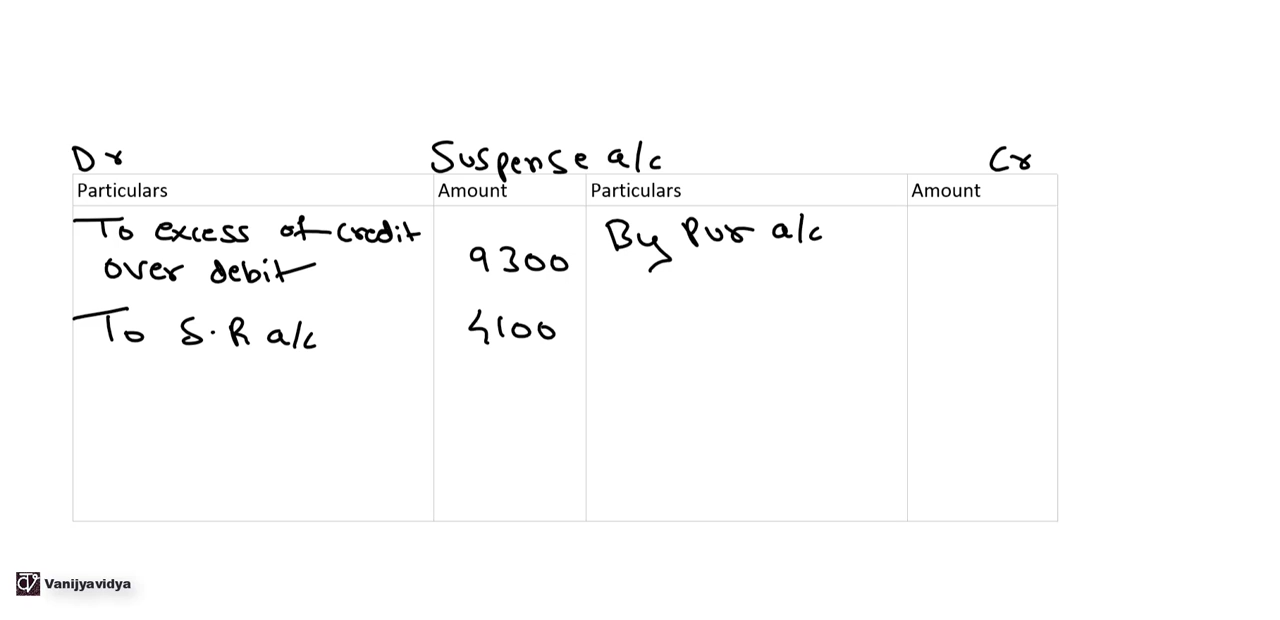 Dr Suspense a/c Cr
Particulars Amount Particulars Amount
To excess of credit By Pur a/c
over debit 9300
To S.R a/c 4100
Vanijyavidya